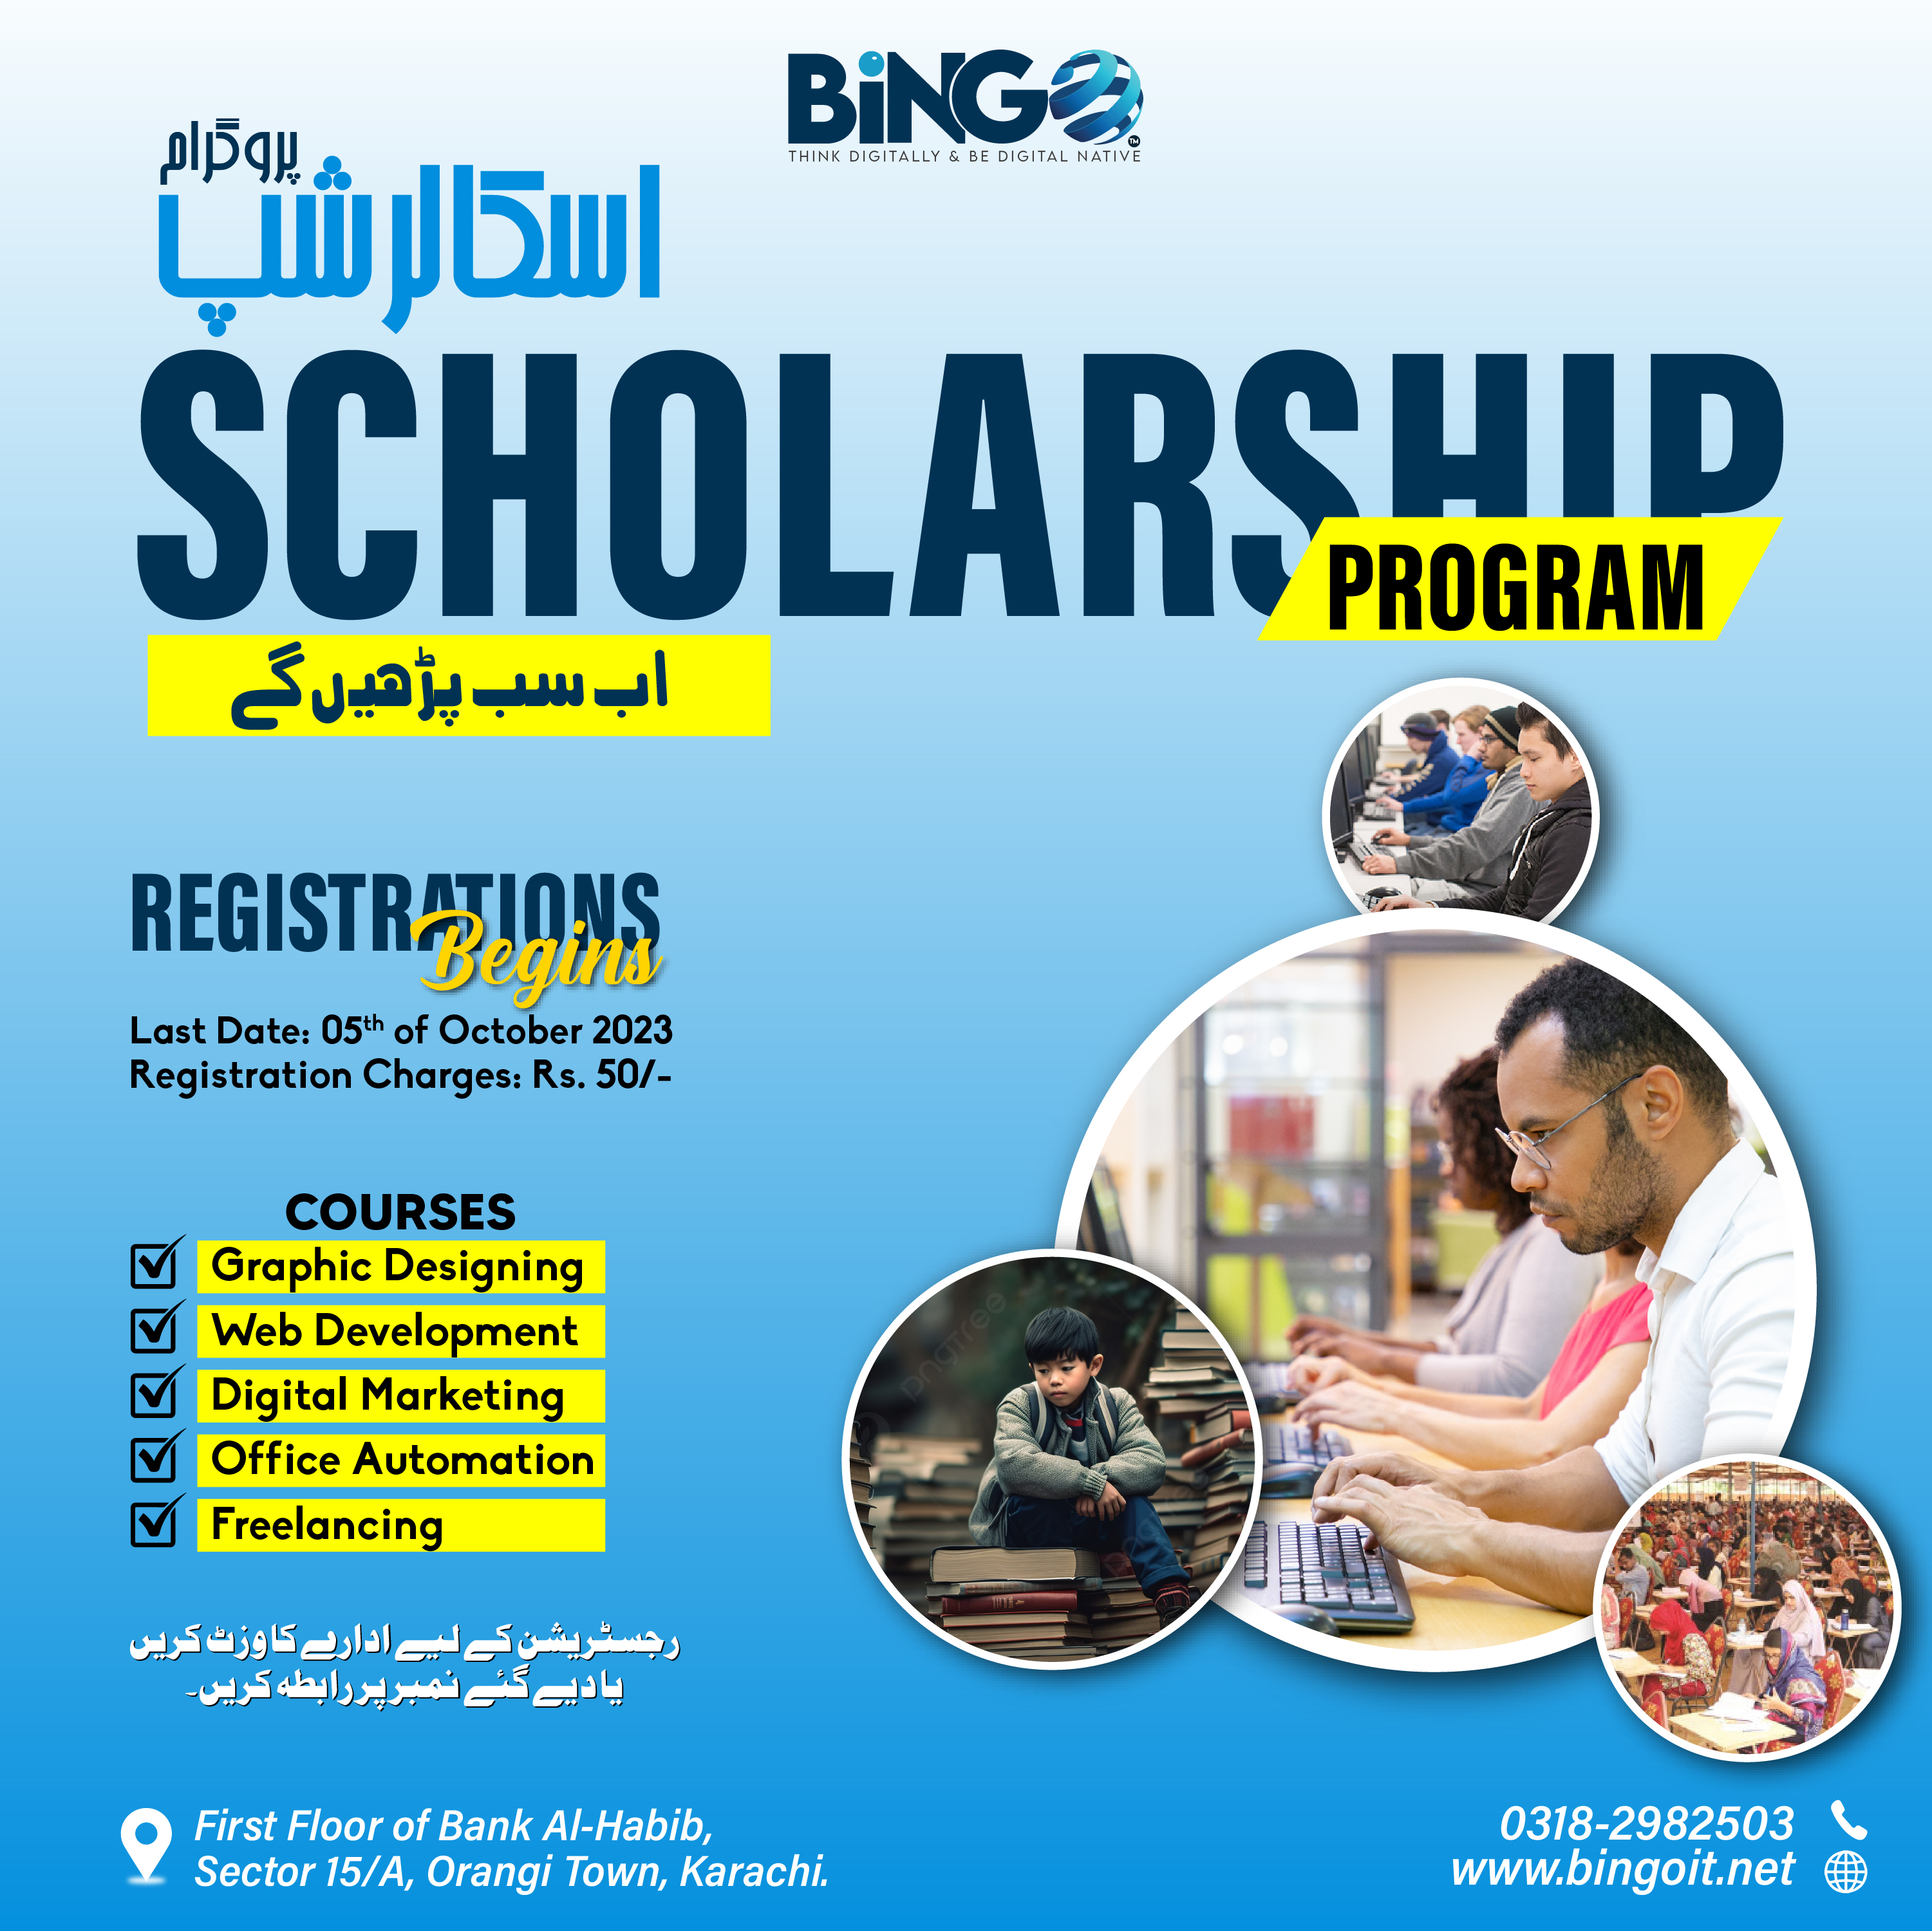 BiNGO
TM
THINK DIGITALLY & BE DIGITAL NATIVE
اسکالرشپ پروگرام
SCHOLARSHIP
PROGRAM
اب سب پڑھیں گے
REGISTRATIONS
Begins
Last Date: 05th of October 2023
Registration Charges: Rs. 50/-
COURSES
Graphic Designing
Web Development
Digital Marketing
Office Automation
Freelancing
رجسٹریشن کے لیے ادارے کا وزٹ کریں
یا دیے گئے نمبر پر رابطہ کریں۔
pngtree
First Floor of Bank Al-Habib,
Sector 15/A, Orangi Town, Karachi.
0318-2982503
www.bingoit.net